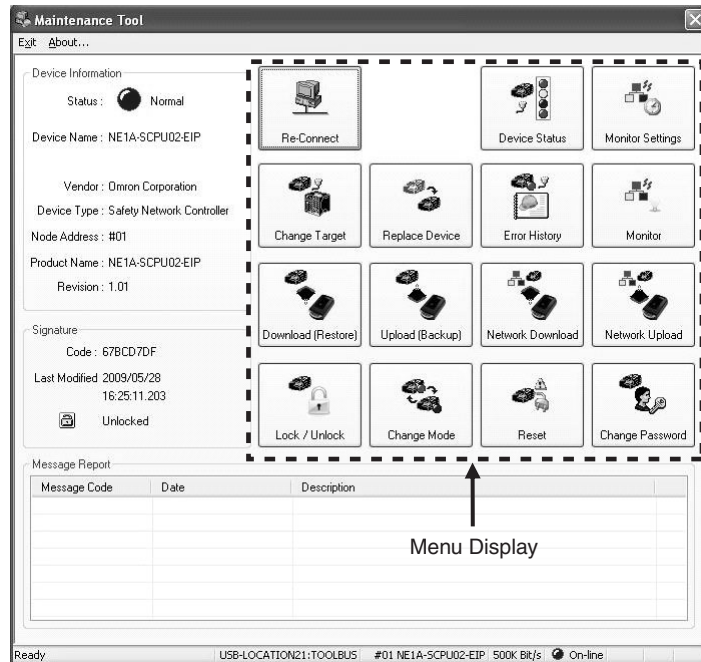 Maintenance Tool
Exit About...
Device Information
Status : Normal
Device Name : NE1A-SCPU02-EIP
Vendor : Omron Corporation
Device Type : Safety Network Controller
Node Address : #01
Product Name : NE1A-SCPU02-EIP
Revision : 1.01
Signature
Code : 67BCD7DF
Last Modified 2009/05/28
16:25:11.203
Unlocked
Re-Connect
Device Status
Monitor Settings
Change Target
Replace Device
Error History
Monitor
Download (Restore)
Upload (Backup)
Network Download
Network Upload
Lock / Unlock
Change Mode
Reset
Change Password
Message Report
Message Code Date Description
Menu Display
Ready USB-LOCATION21:TOOLBUS #01 NE1A-SCPU02-EIP 500K Bit/s On-line